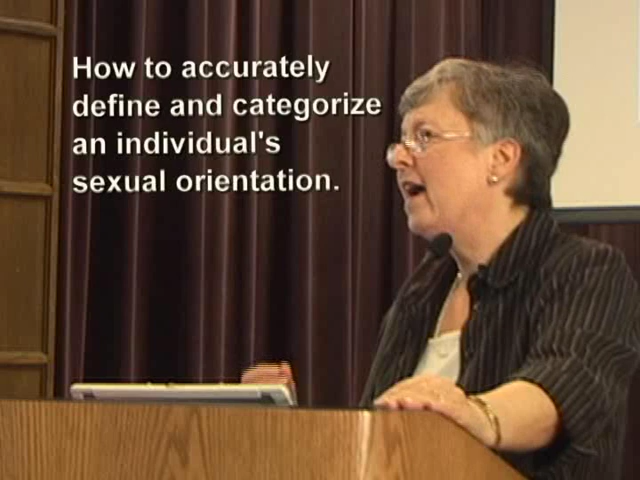 How to accurately
define and categorize
an individual's
sexual orientation.